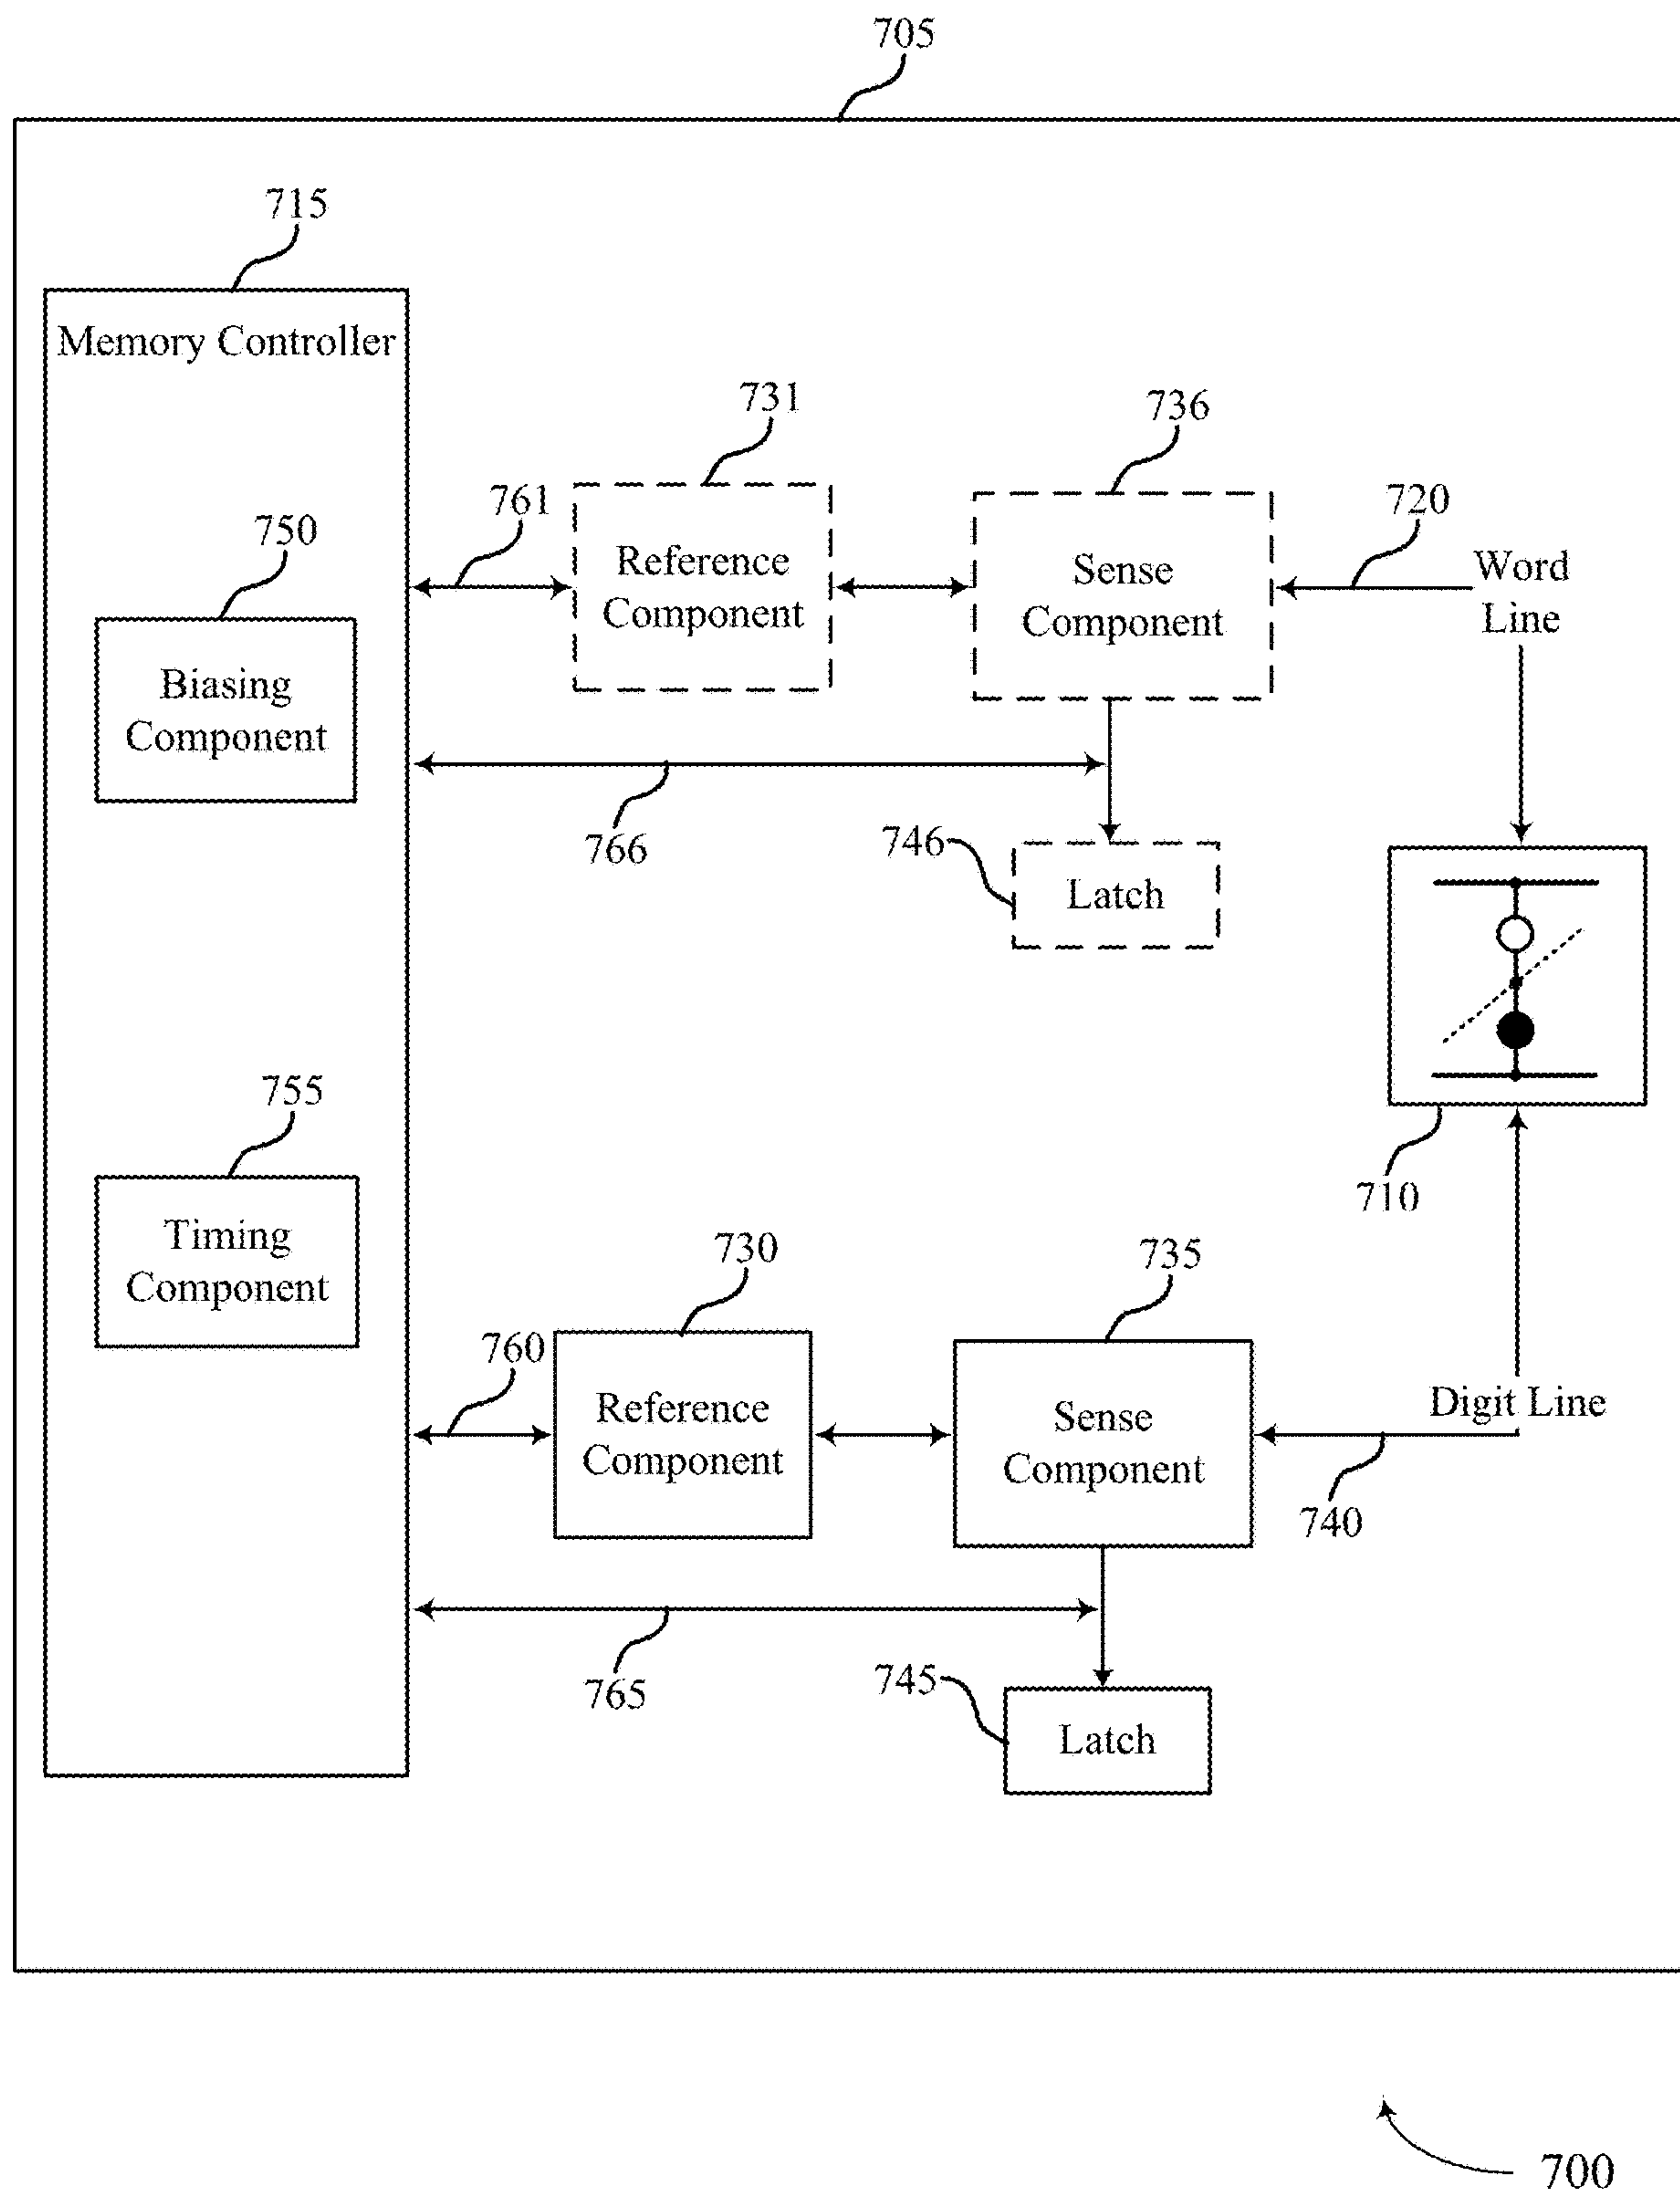 705
715
Memory Controller
731
736
761
720
750
Reference
Component
Sense
Component
Word
Line
Biasing
Component
766
746
Latch
755
710
Timing
Component
730
735
760
Reference
Component
Sense
Component
Digit Line
740
765
745
Latch
700